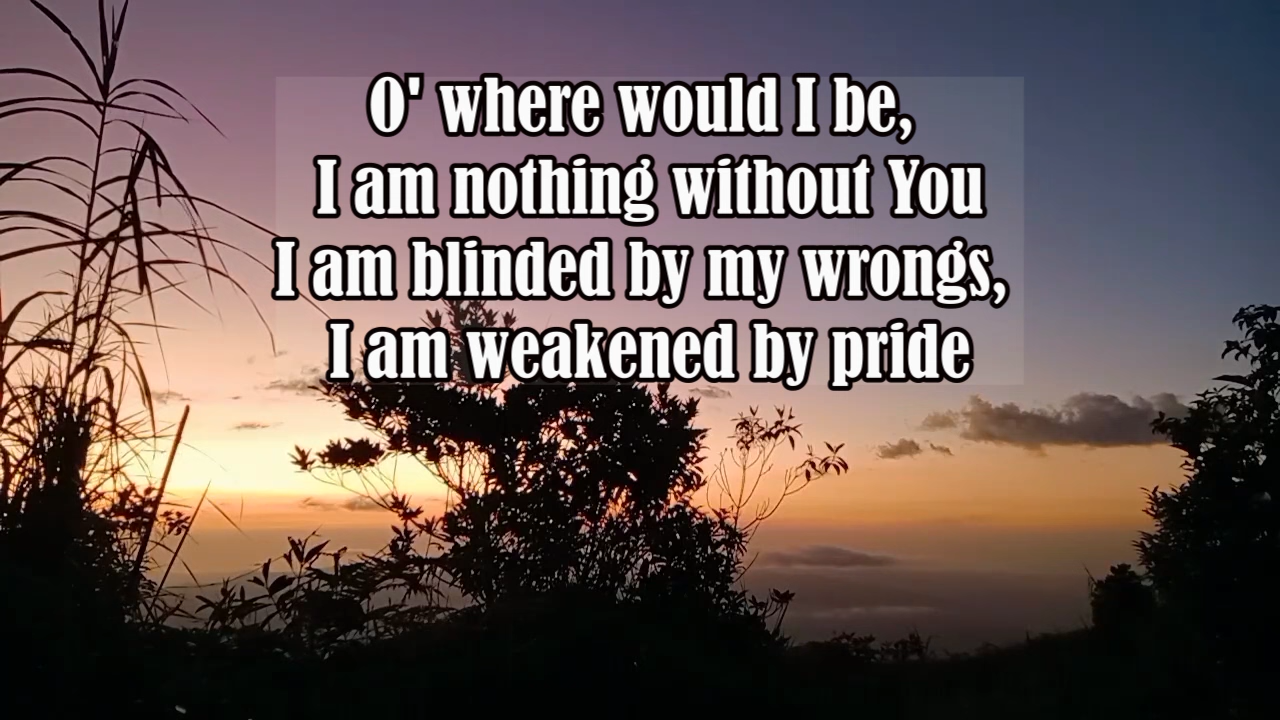 O' where would I be,
I am nothing without You
I am blinded by my wrongs,
I am weakened by pride